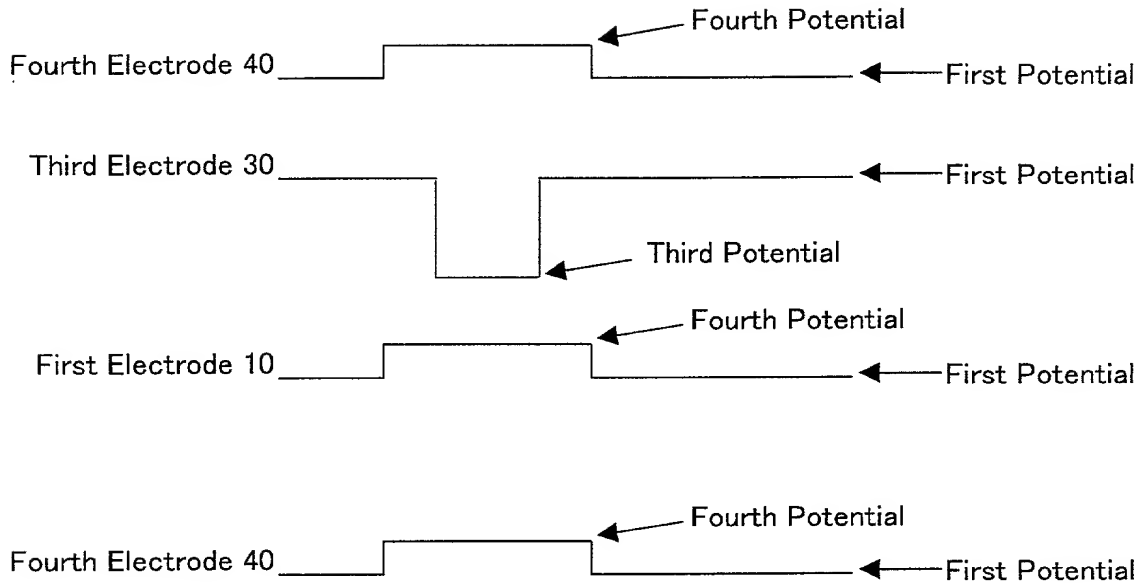 Fourth Potential
Fourth Electrode 40
First Potential
Third Electrode 30
First Potential
Third Potential
Fourth Potential
First Electrode 10
First Potential
Fourth Potential
Fourth Electrode 40
First Potential